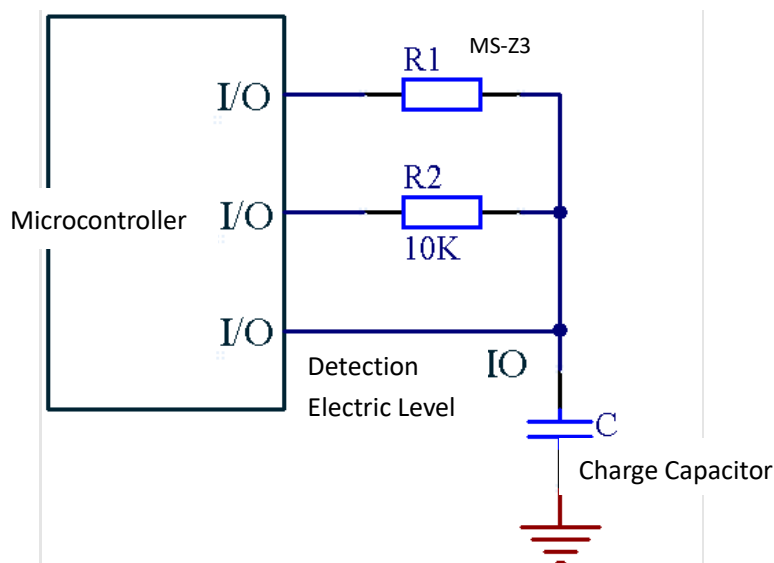 MS-Z3
R1
I/O
R2
Microcontroller
I/O
10K
I/O
Detection
IO
Electric Level
C
Charge Capacitor